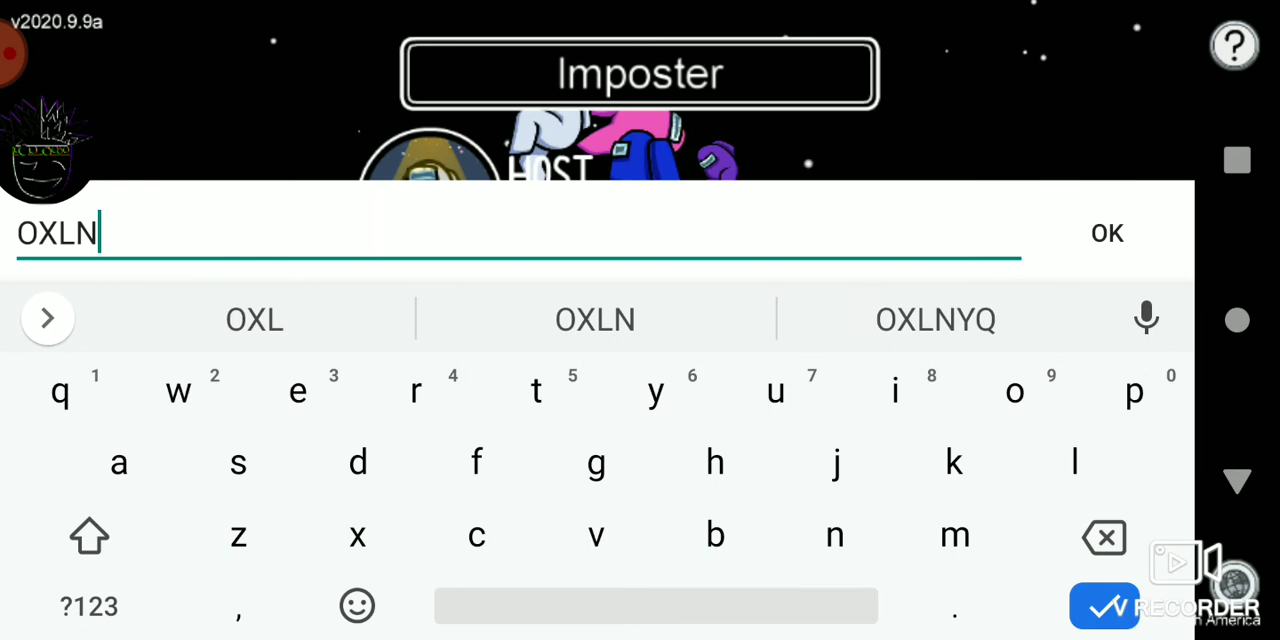 v2020.9.9a
Imposter
HOST
OXLN
OK
OXL OXLN OXLNYQ
q 1 w 2 e 3 r 4 t 5 y 6 u 7 i 8 o 9 p 0
a s d f g h j k l
z x c v b n m
?123 , .
V RECORDER
America